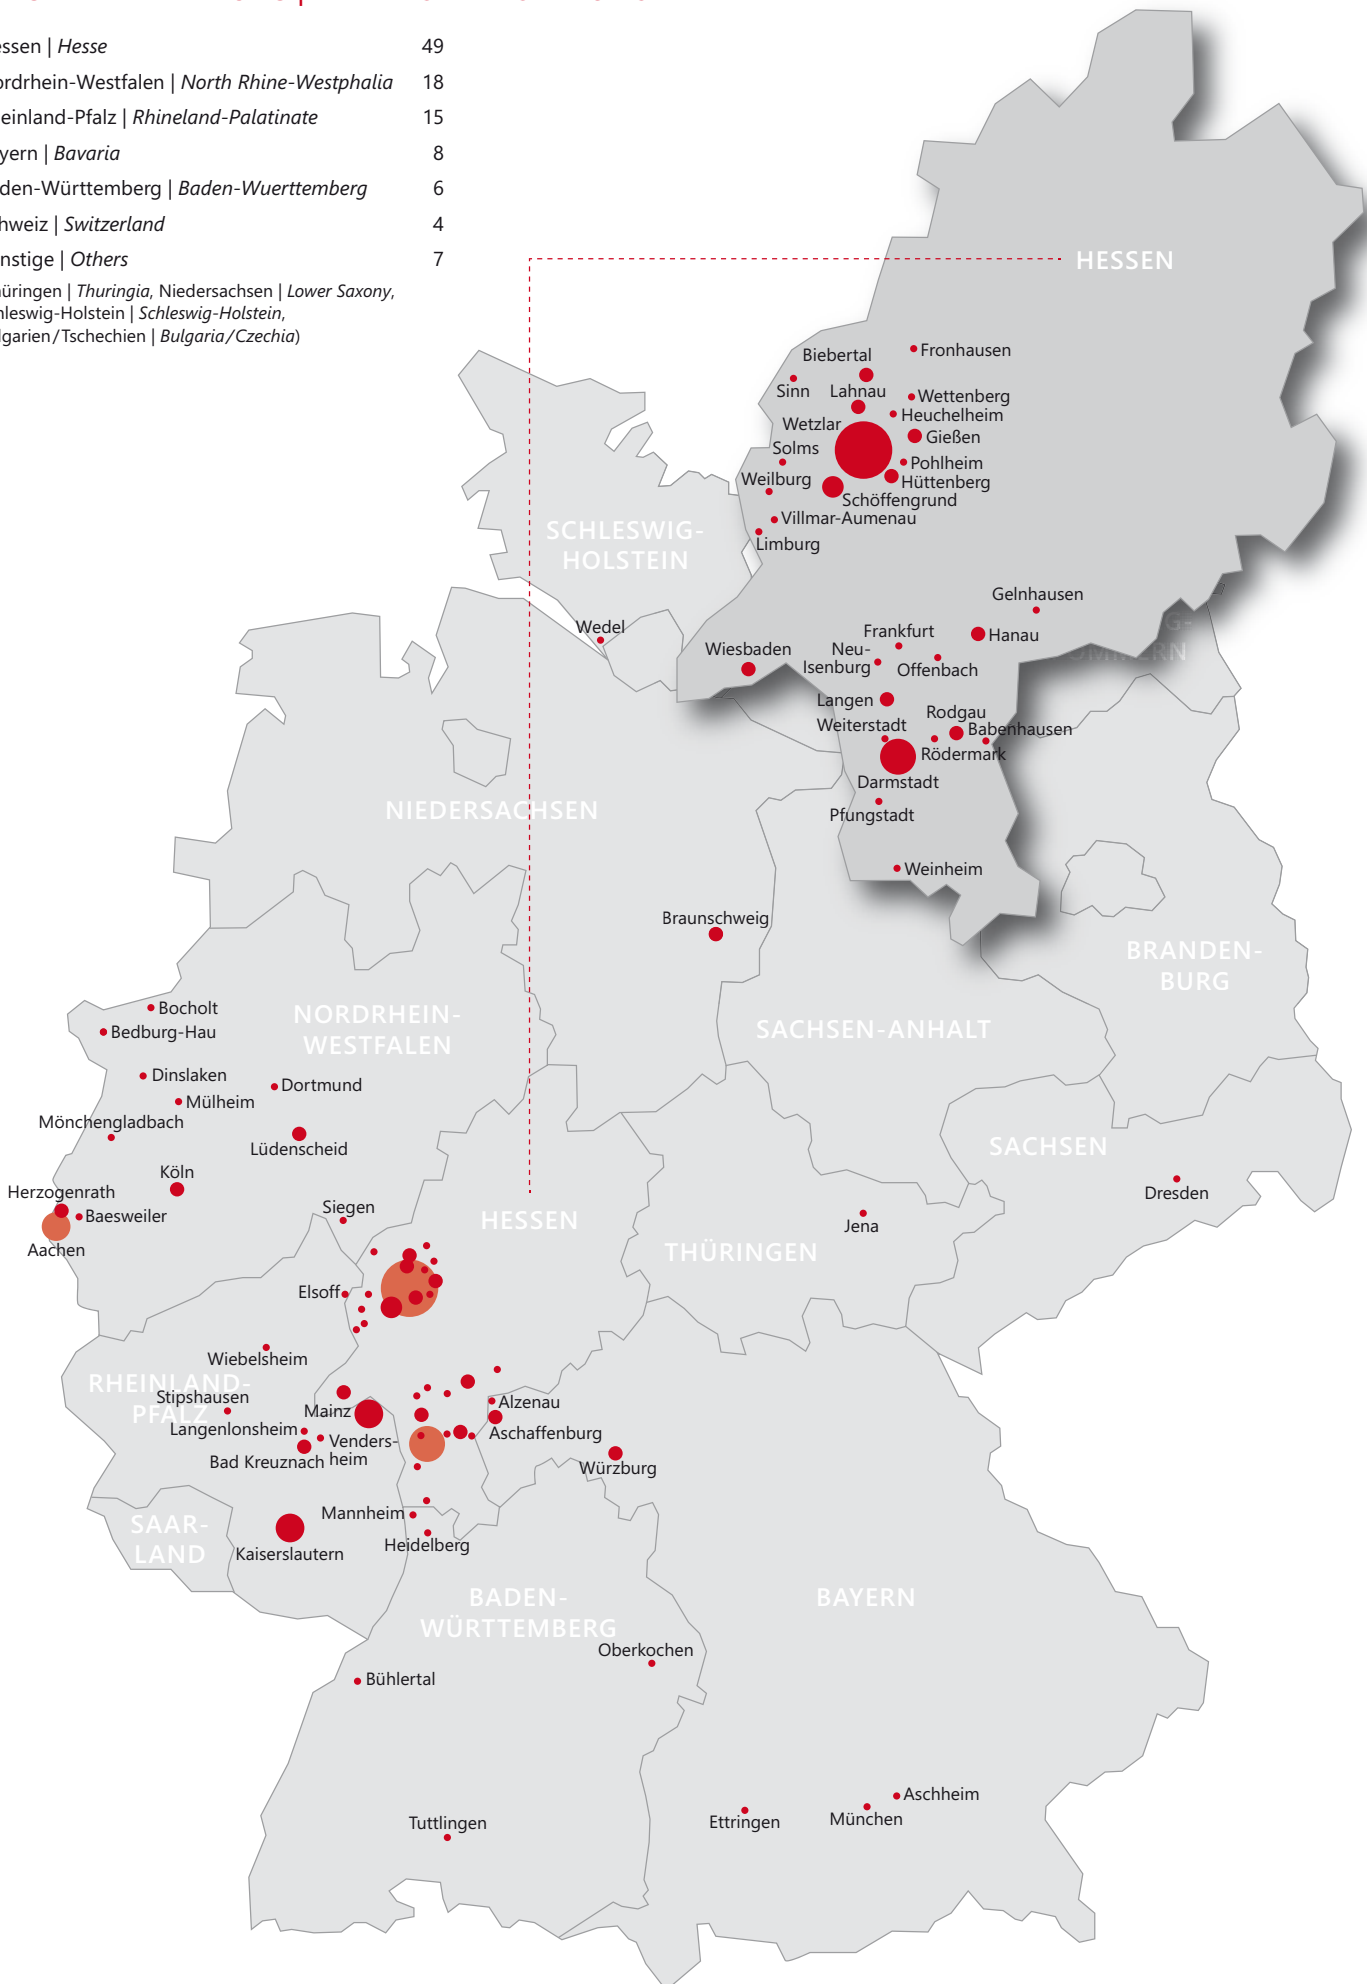 essen | Hesse 49
ordrhein-Westfalen | North Rhine-Westphalia 18
einland-Pfalz | Rhineland-Palatinate 15
yern | Bavaria 8
den-Württemberg | Baden-Wuerttemberg 6
hweiz | Switzerland 4
nstige | Others 7
üringen | Thuringia, Niedersachsen | Lower Saxony,
hleswig-Holstein | Schleswig-Holstein,
lgarien/Tschechien | Bulgaria/Czechia)
HESSEN
Fronhausen
Biebertal
Sinn
Lahnau
Wettenberg
Heuchelheim
Wetzlar
Gießen
Solms
Pohlheim
Weilburg
Hüttenberg
Schöffengrund
Villmar-Aumenau
Limburg
SCHLESWIG-
HOLSTEIN
Gelnhausen
Wedel
Frankfurt
Hanau
Wiesbaden
Neu-
Isenburg
Offenbach
G-
OMMERN
Langen
Rodgau
Weiterstadt
Babenhausen
Rödermark
Darmstadt
Pfungstadt
NIEDERSACHSEN
Weinheim
Braunschweig
BRANDEN-
BURG
Bocholt
Bedburg-Hau
NORDRHEIN-
WESTFALEN
SACHSEN-ANHALT
Dinslaken
Dortmund
Mülheim
Mönchengladbach
Lüdenscheid
SACHSEN
Köln
Herzogenrath
Baesweiler
Aachen
Siegen
HESSEN
Dresden
Jena
THÜRINGEN
Elsoff
Wiebelsheim
RHEINLAND-
PFALZ
Stipshausen
Mainz
Alzenau
Langenlonsheim
Vendersheim
Aschaffenburg
Bad Kreuznach
Würzburg
SAAR-
LAND
Mannheim
Kaiserslautern
Heidelberg
BADEN-
WÜRTTEMBERG
BAYERN
Oberkochen
Bühlertal
Aschheim
Ettringen
München
Tuttlingen